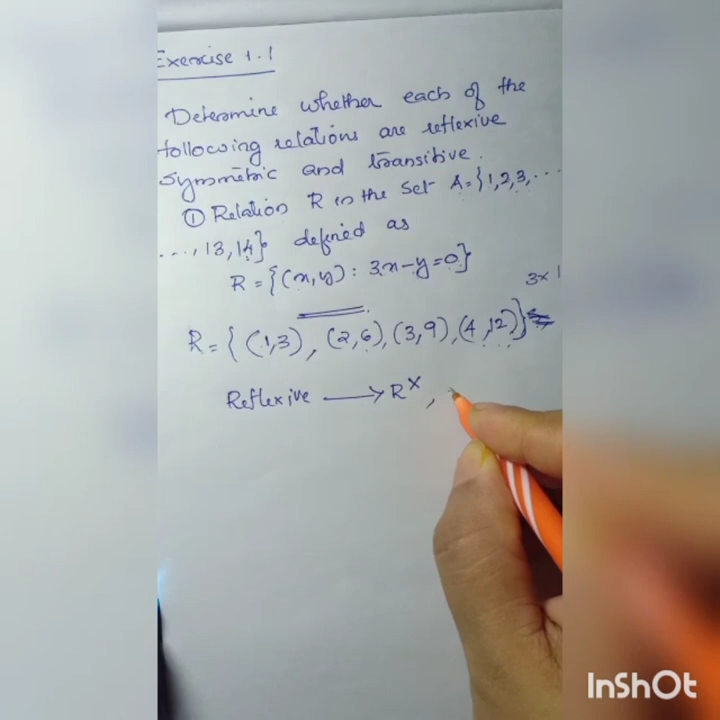 Exercise 1.1
Determine whether each of the
following relations are reflexive
symmetric and transitive.
① Relation R in the set A={1,2,3,...
...,13,14} defined as
R={(x,y): 3x-y=0}
3×1
R={(1,3), (2,6),(3,9),(4,12)}
Reflexive → R×,
InShOt